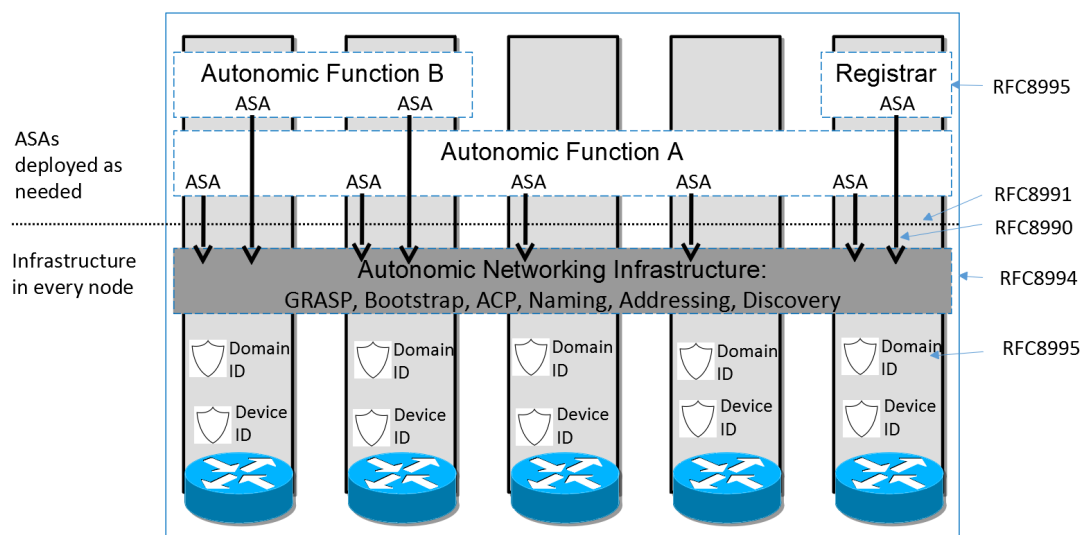 Autonomic Function B
Registrar
RFC8995
ASA
ASA
ASA
ASAs
deployed as
needed
Autonomic Function A
ASA
ASA
ASA
ASA
ASA
RFC8991
RFC8990
Infrastructure
in every node
Autonomic Networking Infrastructure:
GRASP, Bootstrap, ACP, Naming, Addressing, Discovery
RFC8994
Domain
ID
Domain
ID
Domain
ID
Domain
ID
Domain
ID
RFC8995
Device
ID
Device
ID
Device
ID
Device
ID
Device
ID